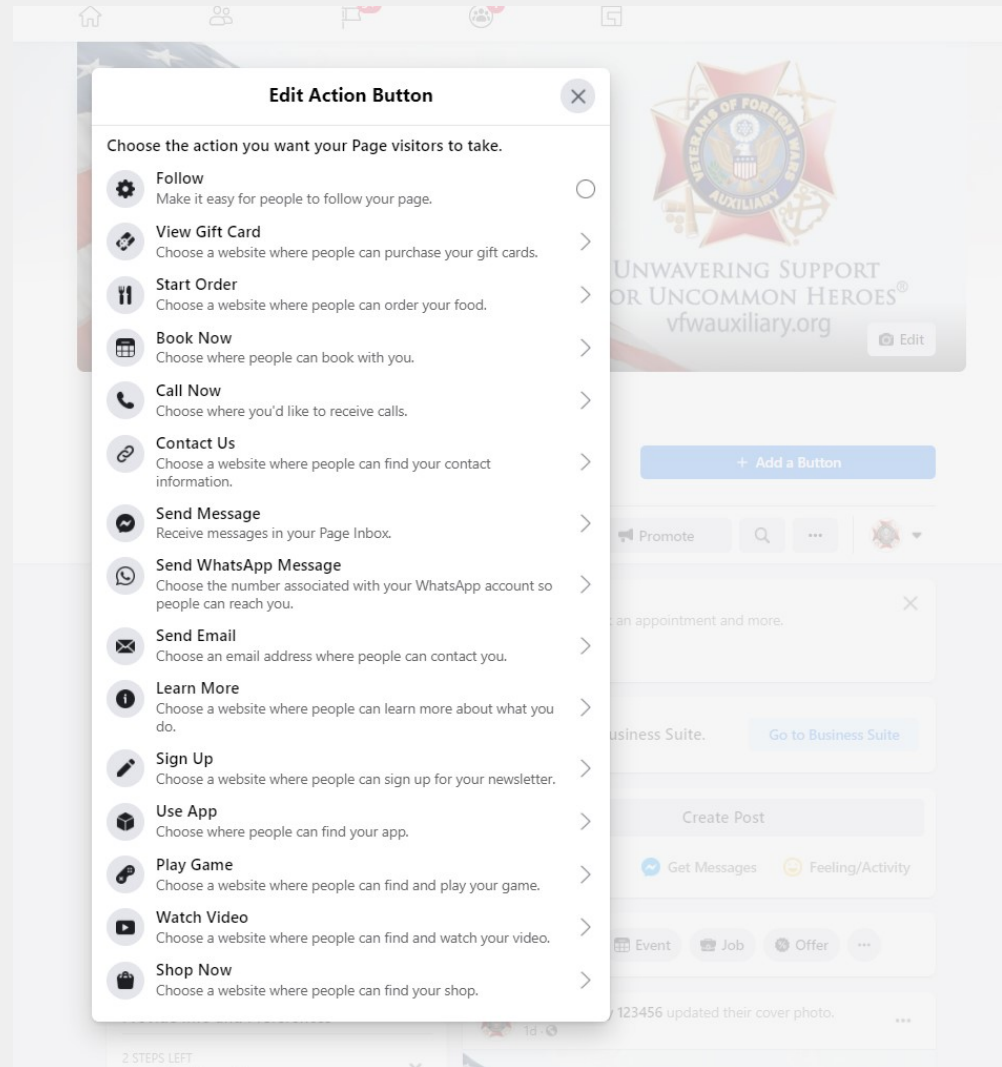 Edit Action Button
Choose the action you want your Page visitors to take.
Follow
Make it easy for people to follow your page.
View Gift Card
Choose a website where people can purchase your gift cards.
Start Order
Choose a website where people can order your food.
Book Now
Choose where people can book with you.
Call Now
Choose where you'd like to receive calls.
Contact Us
Choose a website where people can find your contact
information.
Send Message
Receive messages in your Page Inbox.
Send WhatsApp Message
Choose the number associated with your WhatsApp account so
people can reach you.
Send Email
Choose an email address where people can contact you.
Learn More
Choose a website where people can learn more about what you
do.
Sign Up
Choose a website where people can sign up for your newsletter.
Use App
Choose where people can find your app.
Play Game
Choose a website where people can find and play your game.
Watch Video
Choose a website where people can find and watch your video.
Shop Now
Choose a website where people can find your shop.
VETERANS OF FOREIGN WARS
AUXILIARY
UNWAVERING SUPPORT
OR UNCOMMON HEROES®
vfwauxiliary.org
Edit
+ Add a Button
Promote
an appointment and more.
usiness Suite.
Go to Business Suite
Create Post
Get Messages
Feeling/Activity
Event
Job
Offer
123456 updated their cover photo.
1d
2 STEPS LEFT